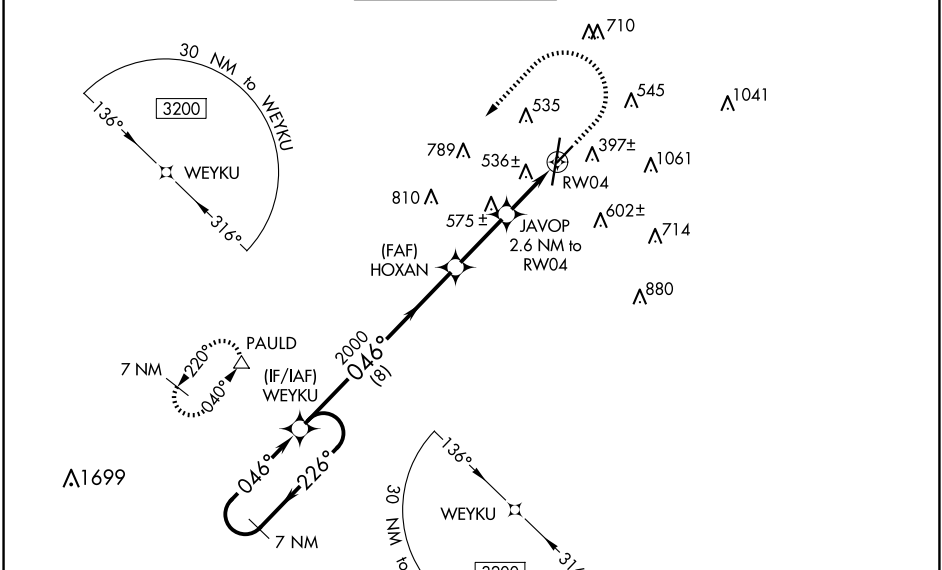 710
30 NM to WEYKU
3200
136°
WEYKU
316°
535
545
1041
789
536±
397±
1061
RW04
810
575±
JAVOP
2.6 NM to
RW04
602±
714
(FAF)
HOXAN
880
2000
046°
(8)
PAULD
7 NM
220°
040°
(IF/IAF)
WEYKU
1699
046°
226°
7 NM
136°
30 NM to
WEYKU